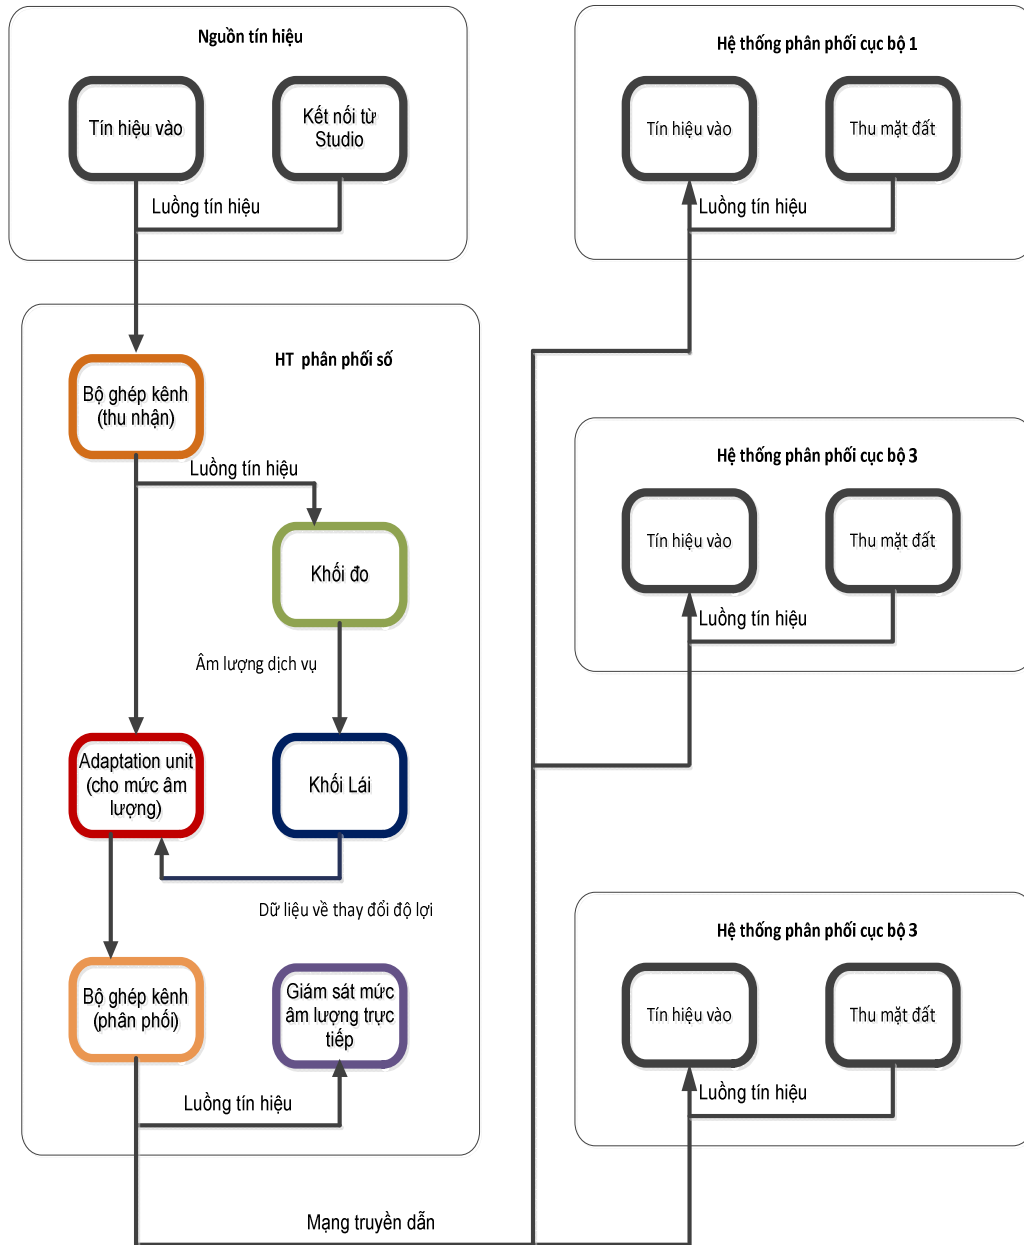 Nguồn tín hiệu
Tín hiệu vào
Kết nối từ
Studio
Luồng tín hiệu
HT phân phối số
Bộ ghép kênh
(thu nhận)
Luồng tín hiệu
Khối đo
Âm lượng dịch vụ
Adaptation unit
(cho mức âm
lượng)
Khối Lái
Dữ liệu về thay đổi độ lợi
Bộ ghép kênh
(phân phối)
Giám sát mức
âm lượng trực
tiếp
Luồng tín hiệu
Mạng truyền dẫn
Hệ thống phân phối cục bộ 1
Tín hiệu vào
Thu mặt đất
Luồng tín hiệu
Hệ thống phân phối cục bộ 3
Tín hiệu vào
Thu mặt đất
Luồng tín hiệu
Hệ thống phân phối cục bộ 3
Tín hiệu vào
Thu mặt đất
Luồng tín hiệu